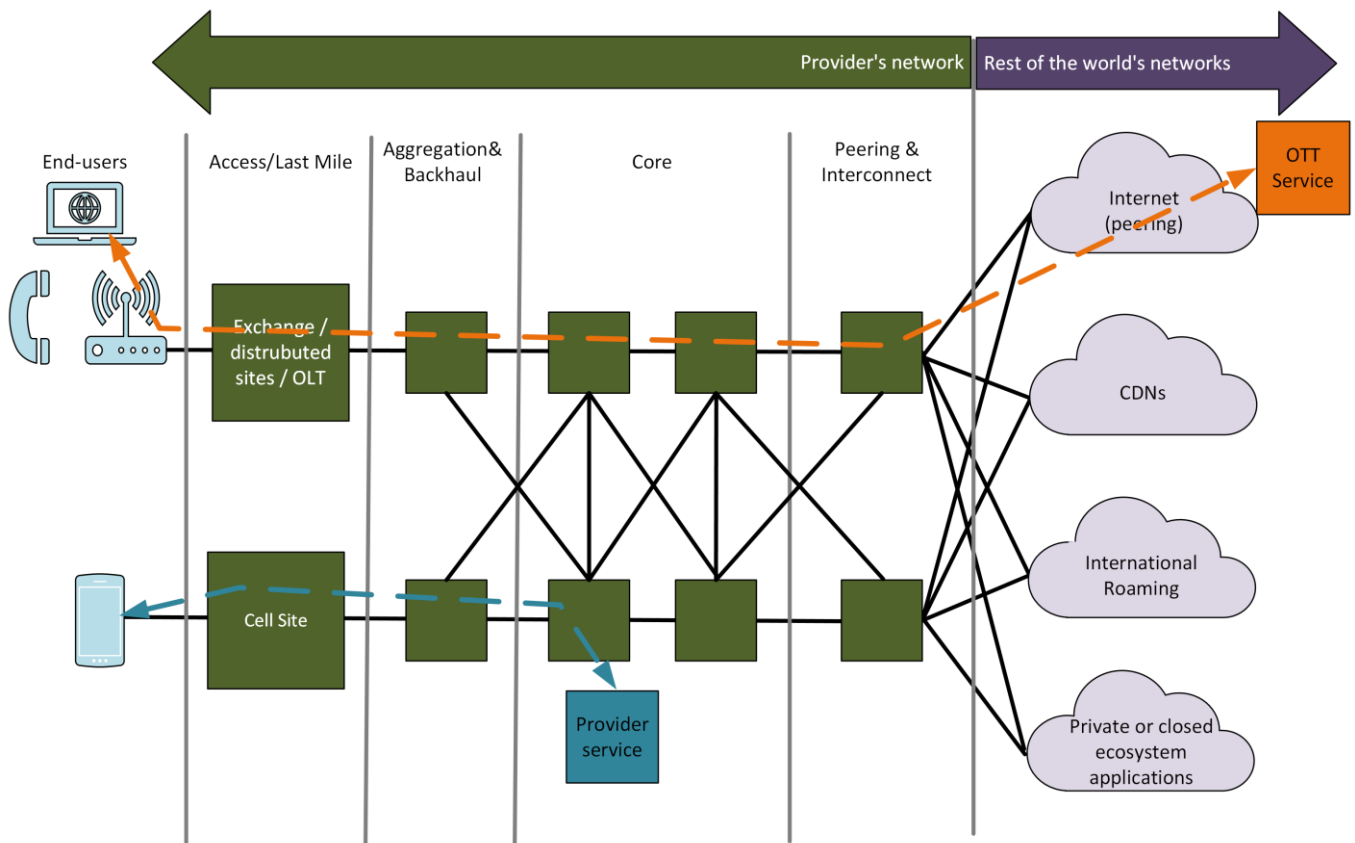 Provider's network
Rest of the world's networks
End-users
Access/Last Mile
Aggregation&
Backhaul
Core
Peering &
Interconnect
OTT
Service
Internet
(peering)
Exchange /
distrubuted
sites / OLT
CDNs
Cell Site
International
Roaming
Provider
service
Private or closed
ecosystem
applications